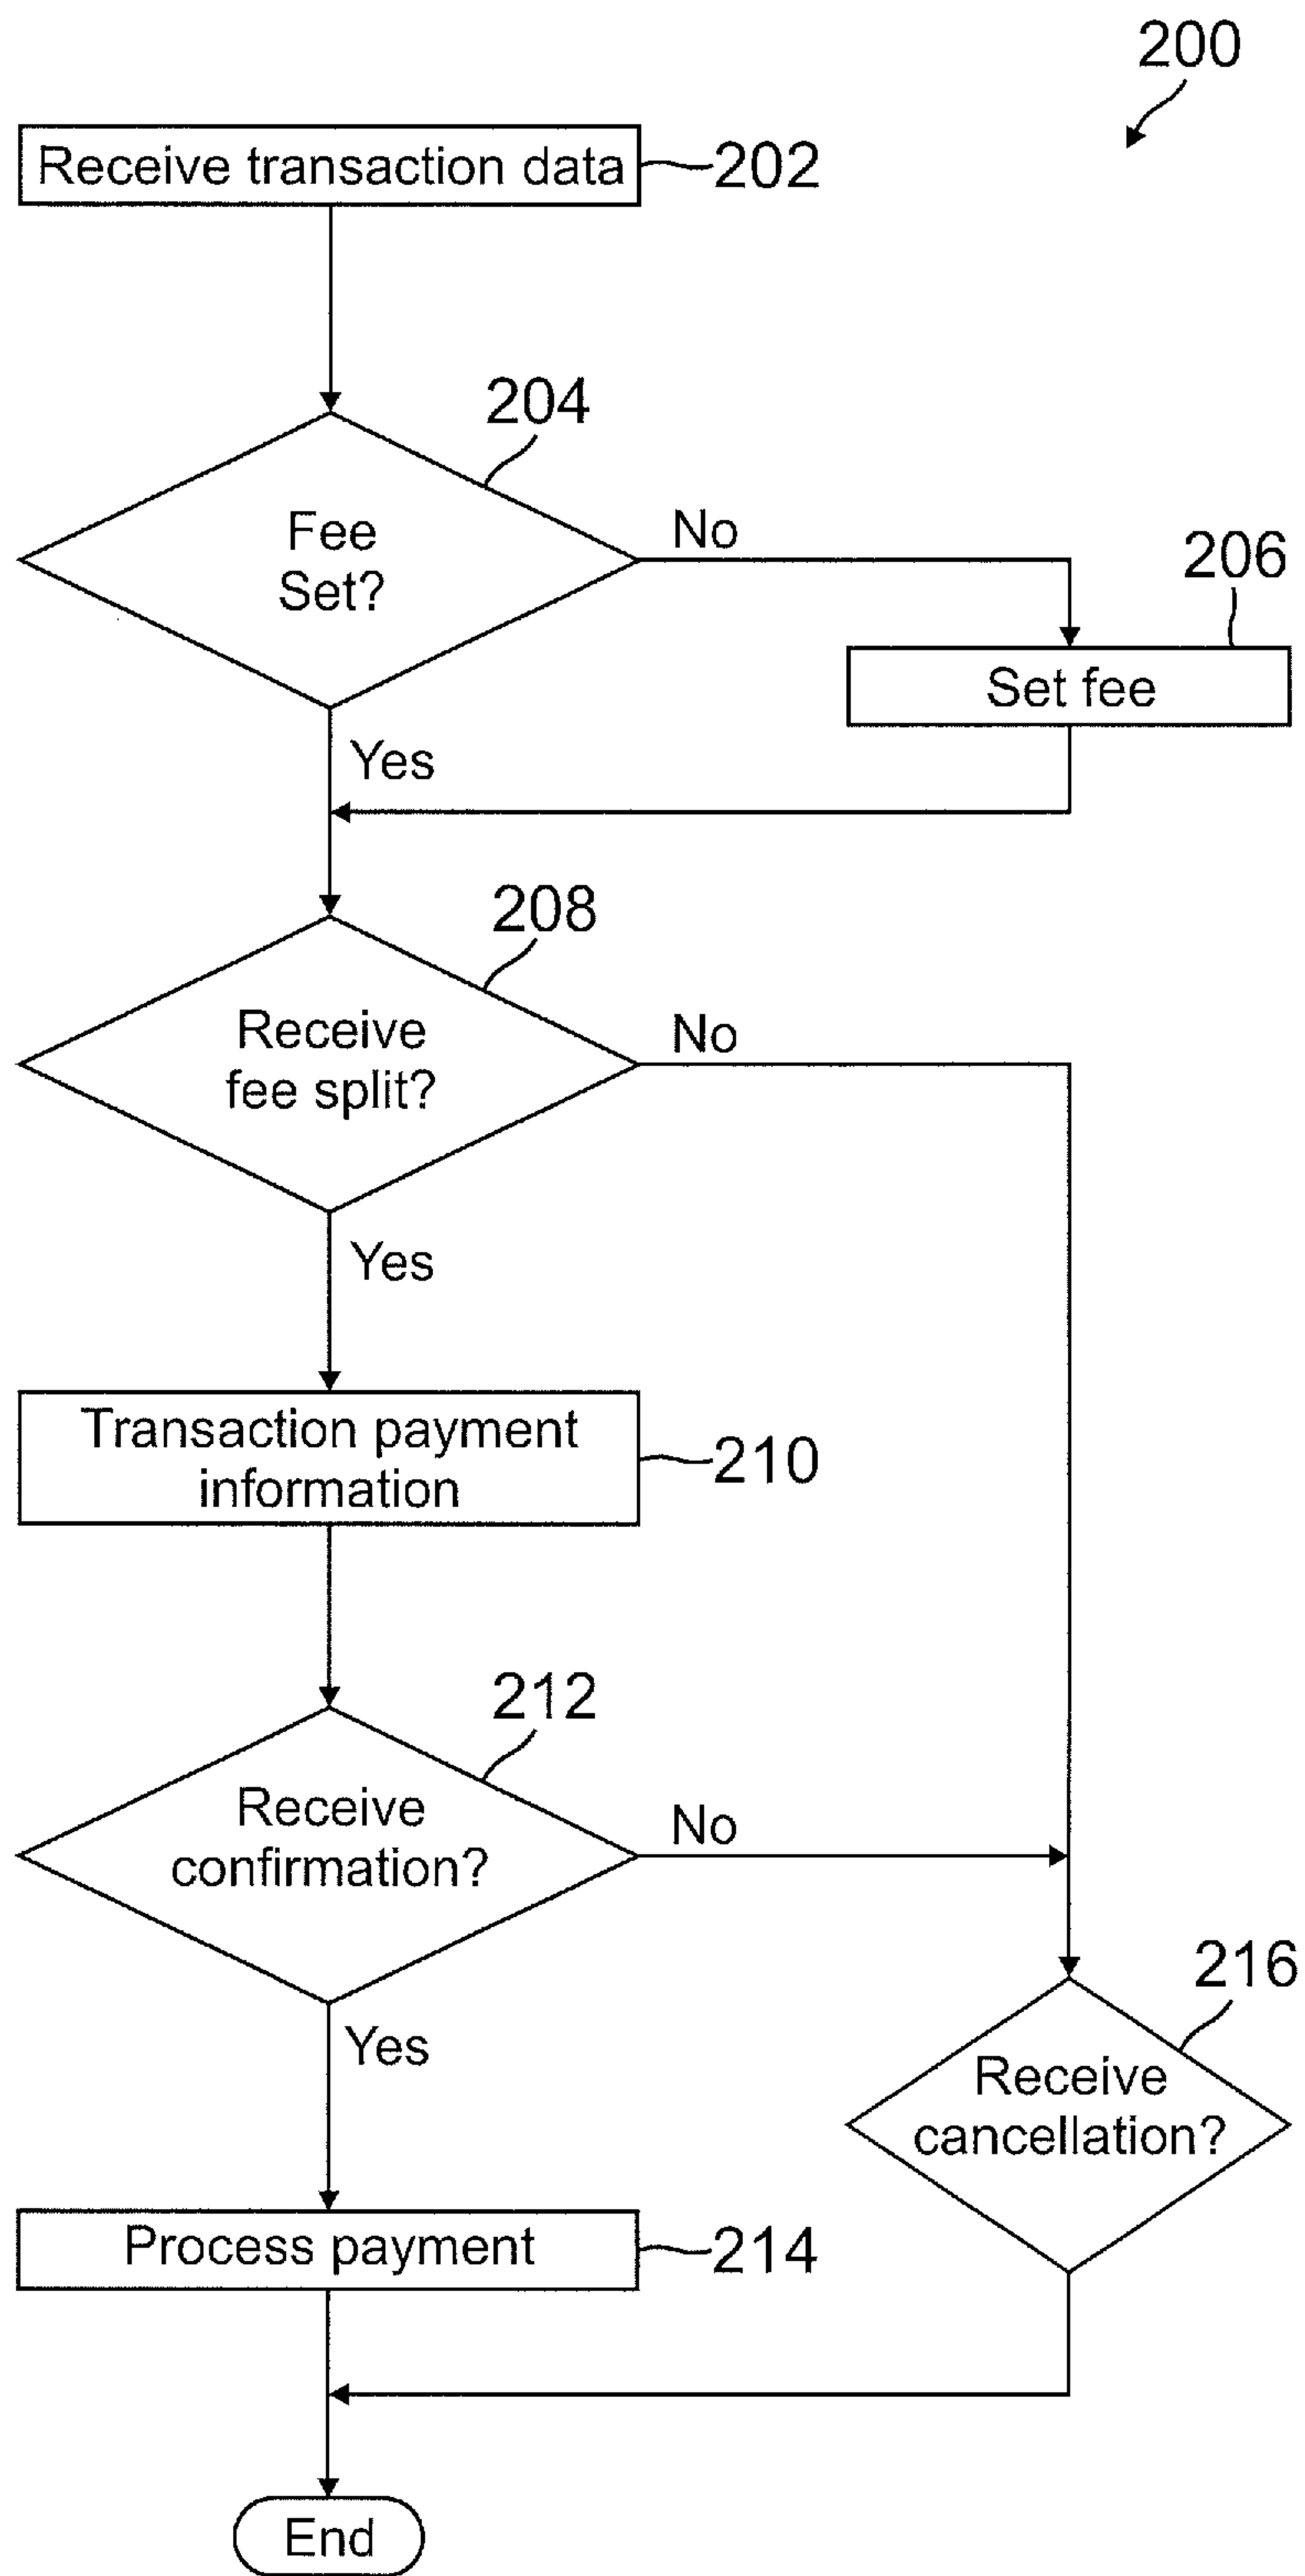 200
Receive transaction data
202
204
Fee
Set?
No
206
Set fee
Yes
208
Receive
fee split?
No
Yes
Transaction payment
information
210
212
Receive
confirmation?
No
216
Yes
Receive
cancellation?
Process payment
214
End